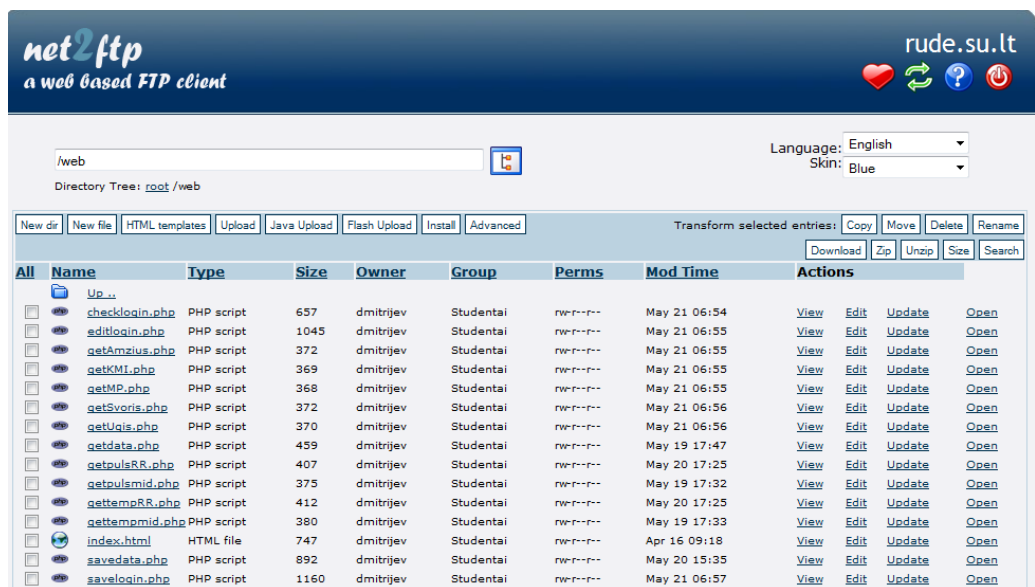 net2ftp
a web based FTP client
rude.su.lt
/web
Directory Tree: root /web
Language: English
Skin: Blue
New dir New file HTML templates Upload Java Upload Flash Upload Install Advanced Transform selected entries: Copy Move Delete Rename
Download Zip Unzip Size Search
All Name Type Size Owner Group Perms Mod Time Actions
Up ..
php checklogin.php PHP script 657 dmitrijev Studentai rw-r--r-- May 21 06:54 View Edit Update Open
php editlogin.php PHP script 1045 dmitrijev Studentai rw-r--r-- May 21 06:55 View Edit Update Open
php getAmzius.php PHP script 372 dmitrijev Studentai rw-r--r-- May 21 06:55 View Edit Update Open
php getKMI.php PHP script 369 dmitrijev Studentai rw-r--r-- May 21 06:55 View Edit Update Open
php getMP.php PHP script 368 dmitrijev Studentai rw-r--r-- May 21 06:55 View Edit Update Open
php getSvoris.php PHP script 372 dmitrijev Studentai rw-r--r-- May 21 06:56 View Edit Update Open
php getUgis.php PHP script 370 dmitrijev Studentai rw-r--r-- May 21 06:56 View Edit Update Open
php getdata.php PHP script 459 dmitrijev Studentai rw-r--r-- May 19 17:47 View Edit Update Open
php getpulsRR.php PHP script 407 dmitrijev Studentai rw-r--r-- May 20 17:25 View Edit Update Open
php getpulsmid.php PHP script 375 dmitrijev Studentai rw-r--r-- May 19 17:32 View Edit Update Open
php gettempRR.php PHP script 412 dmitrijev Studentai rw-r--r-- May 20 17:25 View Edit Update Open
php gettempmid.php PHP script 380 dmitrijev Studentai rw-r--r-- May 19 17:33 View Edit Update Open
index.html HTML file 747 dmitrijev Studentai rw-r--r-- Apr 16 09:18 View Edit Update Open
php savedata.php PHP script 892 dmitrijev Studentai rw-r--r-- May 20 15:35 View Edit Update Open
php savelogin.php PHP script 1160 dmitrijev Studentai rw-r--r-- May 21 06:57 View Edit Update Open